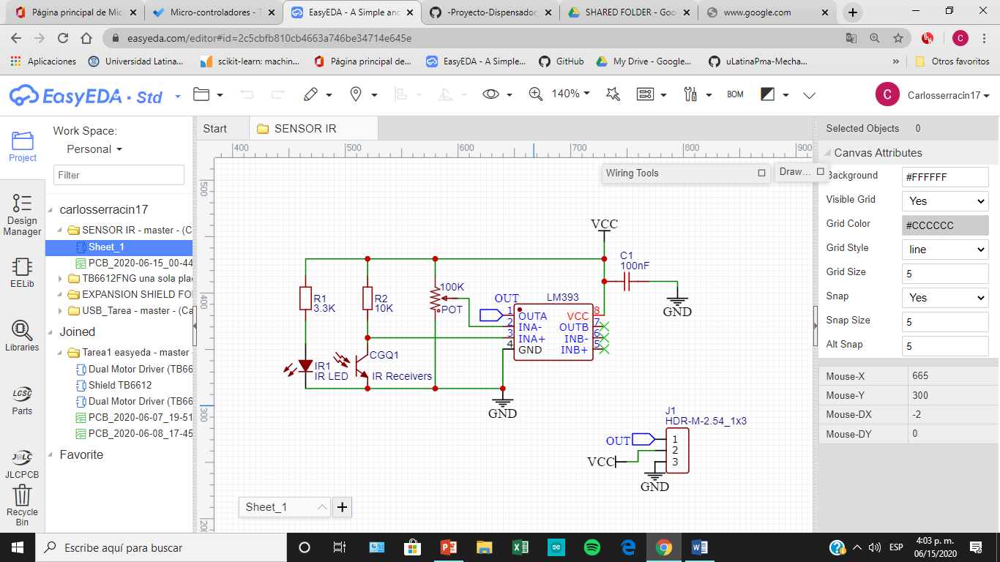 Página principal de Mic
Micro-controladores - T
EasyEDA - A Simple and
-Proyecto-Dispensador_
SHARED FOLDER - Goo
www.google.com
easyeda.com/editor#id=2c5cbfb810cb4663a746be34714e645e
C
Aplicaciones
Universidad Latina...
scikit-learn: machin...
Página principal de...
EasyEDA - A Simple...
GitHub
My Drive - Google...
uLatinaPma-Mecha...
»
Otros favoritos
EasyEDA · Std
140%
BOM
C
Carlosserracin17
Project
Design
Manager
EELib
Libraries
LCSC
Parts
J@LC
JLCPCB
Recycle
Bin
Work Space:
Personal
Filter
carlosserracin17
SENSOR IR - master - (C
Sheet_1
PCB_2020-06-15_00-44
TB6612FNG una sola pla
EXPANSION SHIELD FO
USB_Tarea - master - (Ca
Joined
Tarea1 easyeda - master
Dual Motor Driver (TB66
Shield TB6612
Dual Motor Driver (TB66
PCB_2020-06-07_19-51
PCB_2020-06-08_17-45
Favorite
Start
SENSOR IR
400
500
600
700
800
900
500
400
300
200
Wiring Tools
Draw...
VCC
C1
100nF
GND
R1
3.3K
R2
10K
100K
POT
OUT
LM393
1
OUTA
VCC
8
2
INA-
OUTB
7
3
INA+
INB-
6
4
GND
INB+
5
IR1
IR LED
CGQ1
IR Receivers
GND
J1
HDR-M-2.54_1x3
OUT
1
2
VCC
3
GND
Sheet_1
Selected Objects
0
Canvas Attributes
Background
#FFFFFF
Visible Grid
Yes
Grid Color
#CCCCCC
Grid Style
line
Grid Size
5
Snap
Yes
Snap Size
5
Alt Snap
5
Mouse-X
665
Mouse-Y
300
Mouse-DX
-2
Mouse-DY
0
Escribe aquí para buscar
ESP
4:03 p. m.
06/15/2020